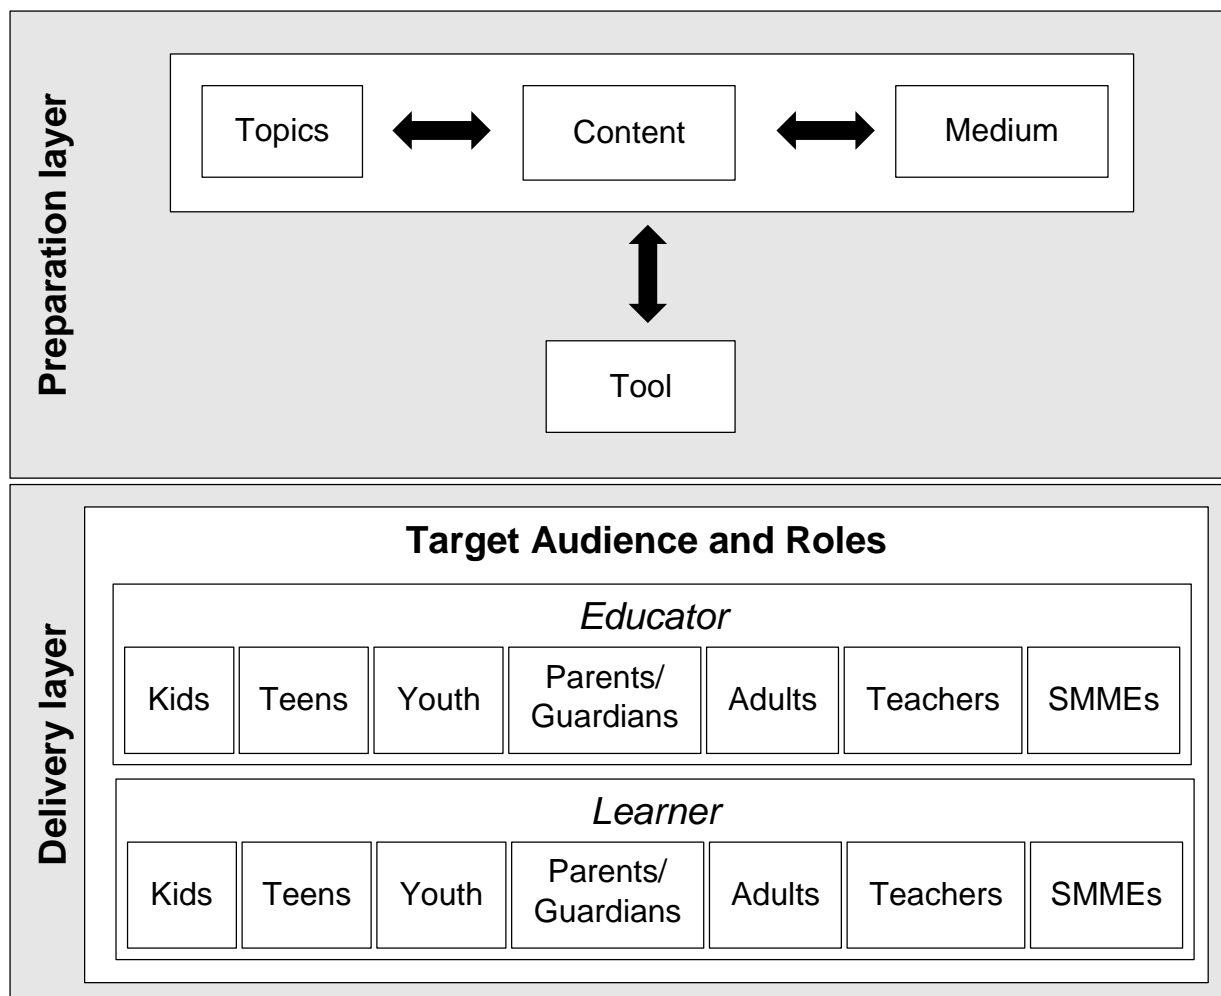 Preparation layer
Topics
Content
Medium
Tool
Delivery layer
Target Audience and Roles
Educator
Kids
Teens
Youth
Parents/
Guardians
Adults
Teachers
SMMEs
Learner
Kids
Teens
Youth
Parents/
Guardians
Adults
Teachers
SMMEs